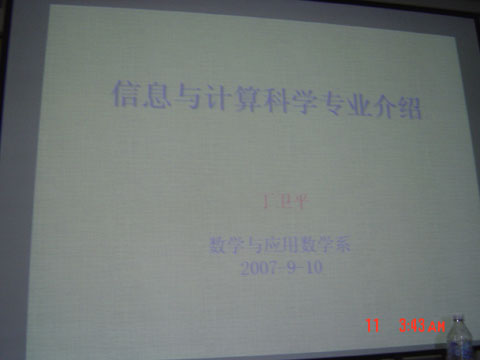 信息与计算科学专业介绍
丁卫平
数学与应用数学系
2007-9-10
11 3:43 AM